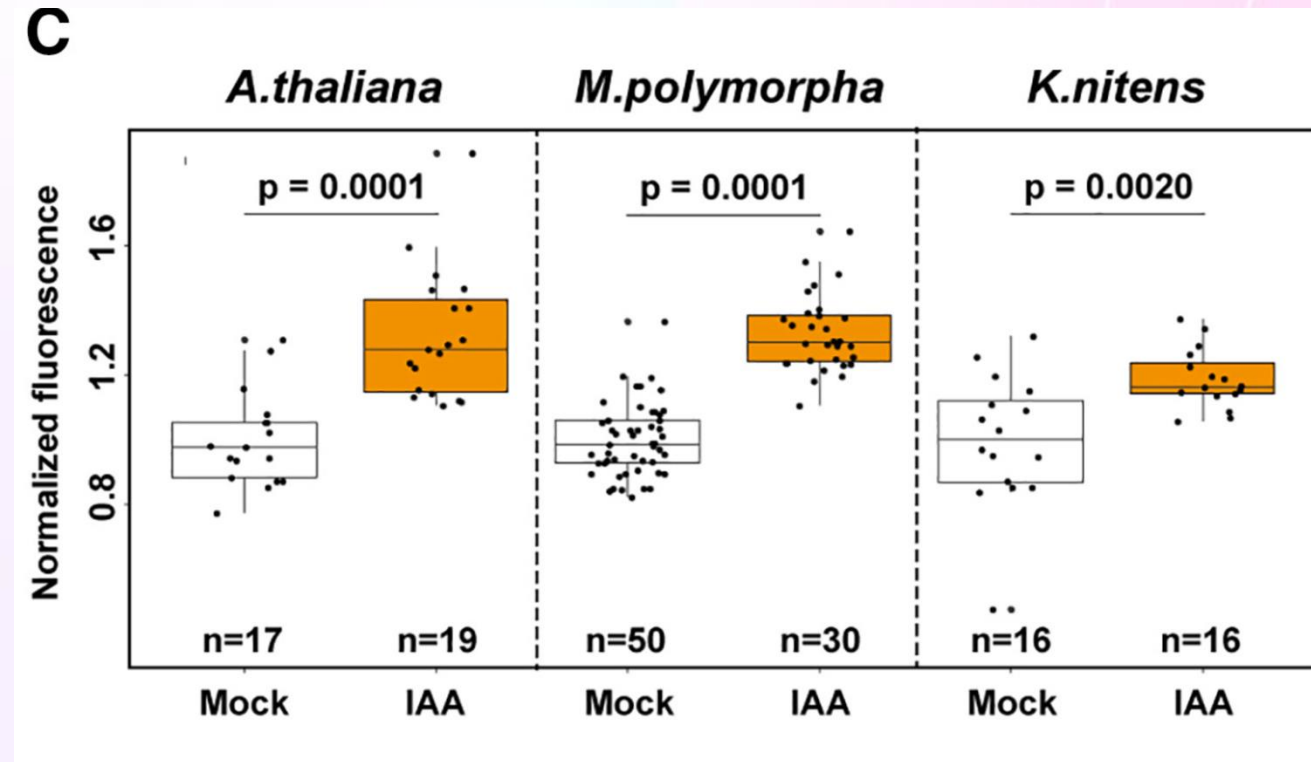 C
A.thaliana M.polymorpha K.nitens
p = 0.0001 p = 0.0001 p = 0.0020
Normalized fluorescence
1.6
1.2
0.8
n=17 n=19 n=50 n=30 n=16 n=16
Mock IAA Mock IAA Mock IAA